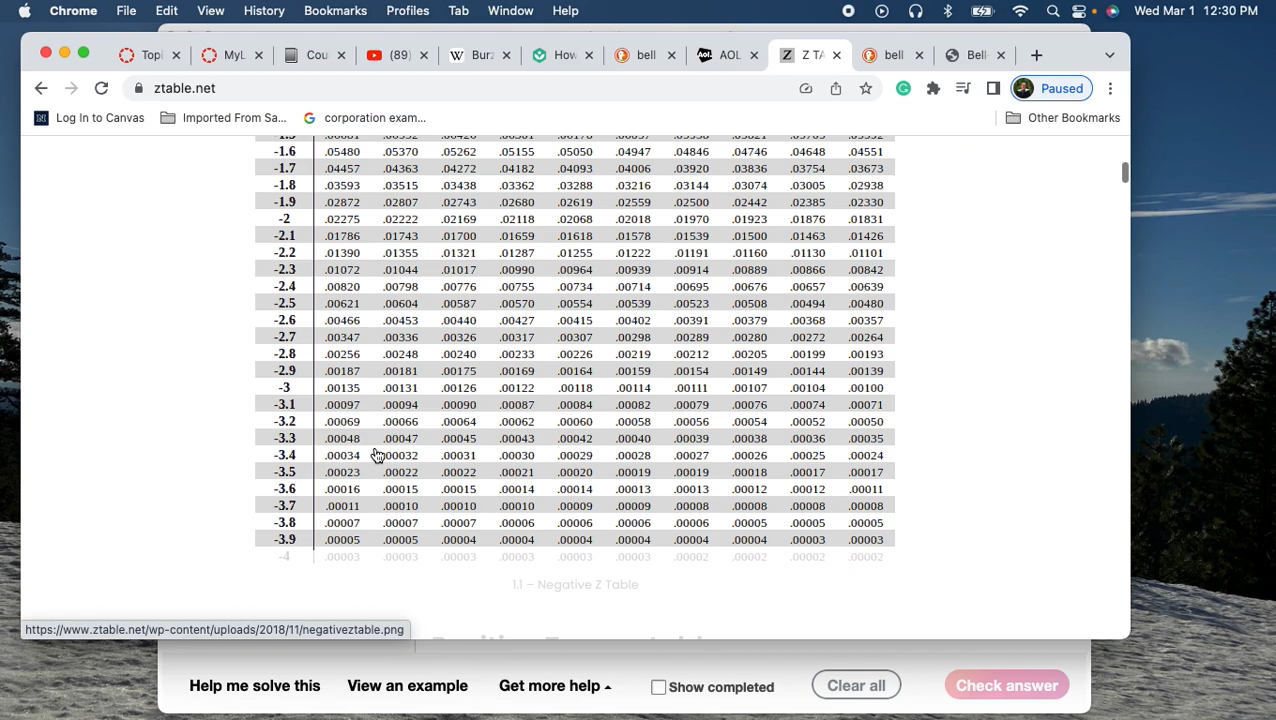 Chrome File Edit View History Bookmarks Profiles Tab Window Help Wed Mar 1 12:30 PM
Topi MyL Cou (89) Burz How bell AOL Z TA bell Bell-
ztable.net Paused
Log In to Canvas Imported From Sa... corporation exam... Other Bookmarks
-1.6 .05480 .05370 .05262 .05155 .05050 .04947 .04846 .04746 .04648 .04551
-1.7 .04457 .04363 .04272 .04182 .04093 .04006 .03920 .03836 .03754 .03673
-1.8 .03593 .03515 .03438 .03362 .03288 .03216 .03144 .03074 .03005 .02938
-1.9 .02872 .02807 .02743 .02680 .02619 .02559 .02500 .02442 .02385 .02330
-2 .02275 .02222 .02169 .02118 .02068 .02018 .01970 .01923 .01876 .01831
-2.1 .01786 .01743 .01700 .01659 .01618 .01578 .01539 .01500 .01463 .01426
-2.2 .01390 .01355 .01321 .01287 .01255 .01222 .01191 .01160 .01130 .01101
-2.3 .01072 .01044 .01017 .00990 .00964 .00939 .00914 .00889 .00866 .00842
-2.4 .00820 .00798 .00776 .00755 .00734 .00714 .00695 .00676 .00657 .00639
-2.5 .00621 .00604 .00587 .00570 .00554 .00539 .00523 .00508 .00494 .00480
-2.6 .00466 .00453 .00440 .00427 .00415 .00402 .00391 .00379 .00368 .00357
-2.7 .00347 .00336 .00326 .00317 .00307 .00298 .00289 .00280 .00272 .00264
-2.8 .00256 .00248 .00240 .00233 .00226 .00219 .00212 .00205 .00199 .00193
-2.9 .00187 .00181 .00175 .00169 .00164 .00159 .00154 .00149 .00144 .00139
-3 .00135 .00131 .00126 .00122 .00118 .00114 .00111 .00107 .00104 .00100
-3.1 .00097 .00094 .00090 .00087 .00084 .00082 .00079 .00076 .00074 .00071
-3.2 .00069 .00066 .00064 .00062 .00060 .00058 .00056 .00054 .00052 .00050
-3.3 .00048 .00047 .00045 .00043 .00042 .00040 .00039 .00038 .00036 .00035
-3.4 .00034 .00032 .00031 .00030 .00029 .00028 .00027 .00026 .00025 .00024
-3.5 .00023 .00022 .00022 .00021 .00020 .00019 .00019 .00018 .00017 .00017
-3.6 .00016 .00015 .00015 .00014 .00014 .00013 .00013 .00012 .00012 .00011
-3.7 .00011 .00010 .00010 .00010 .00009 .00009 .00008 .00008 .00008 .00008
-3.8 .00007 .00007 .00007 .00006 .00006 .00006 .00006 .00005 .00005 .00005
-3.9 .00005 .00005 .00004 .00004 .00004 .00004 .00004 .00004 .00003 .00003
-4 .00003 .00003 .00003 .00003 .00003 .00003 .00002 .00002 .00002 .00002
1.1 – Negative Z Table
https://www.ztable.net/wp-content/uploads/2018/11/negativeztable.png
Help me solve this View an example Get more help Show completed Clear all Check answer